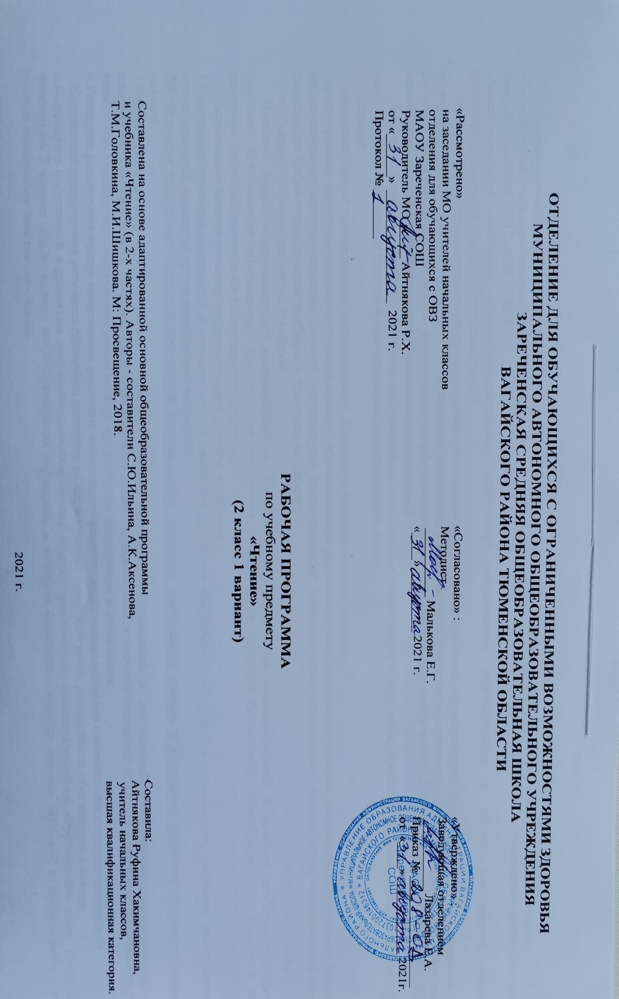 ОТДЕЛЕНИЕ ДЛЯ ОБУЧАЮЩИХСЯ С ОГРАНИЧЕННЫМИ ВОЗМОЖНОСТЯМИ ЗДОРОВЬЯ
МУНИЦИПАЛЬНОГО АВТОНОМНОГО ОБЩЕОБРАЗОВАТЕЛЬНОГО УЧРЕЖДЕНИЯ
ЗАРЕЧЕНСКАЯ СРЕДНЯЯ ОБЩЕОБРАЗОВАТЕЛЬНАЯ ШКОЛА
ВАГАЙСКОГО РАЙОНА ТЮМЕНСКОЙ ОБЛАСТИ
«Рассмотрено»
на заседании МО учителей начальных классов
отделения для обучающихся с ОВЗ
МАОУ Зареченская СОШ
Руководитель МО Айтнякова Р.Х.
от « 31 » августа 2021 г.
Протокол № 1
«Согласовано» :
Методист
Малькова Е.Г.
« 31 » августа 2021 г.
«Утверждено» :
Заведующая отделением
Лазарева Е.А.
Приказ № 208-ОД
от «31» августа 2021г.
СОШ
РАБОЧАЯ ПРОГРАММА
по учебному предмету
«Чтение»
(2 класс 1 вариант)
Составлена на основе адаптированной основной общеобразовательной программы
и учебника «Чтение» (в 2-х частях). Авторы - составители С.Ю.Ильина, А.К.Аксенова,
Т.М.Головкина, М.И.Шишкова. М: Просвещение, 2018.
Составила:
Айтнякова Руфина Хакимчановна,
учитель начальных классов,
высшая квалификационная категория.
2021 г.